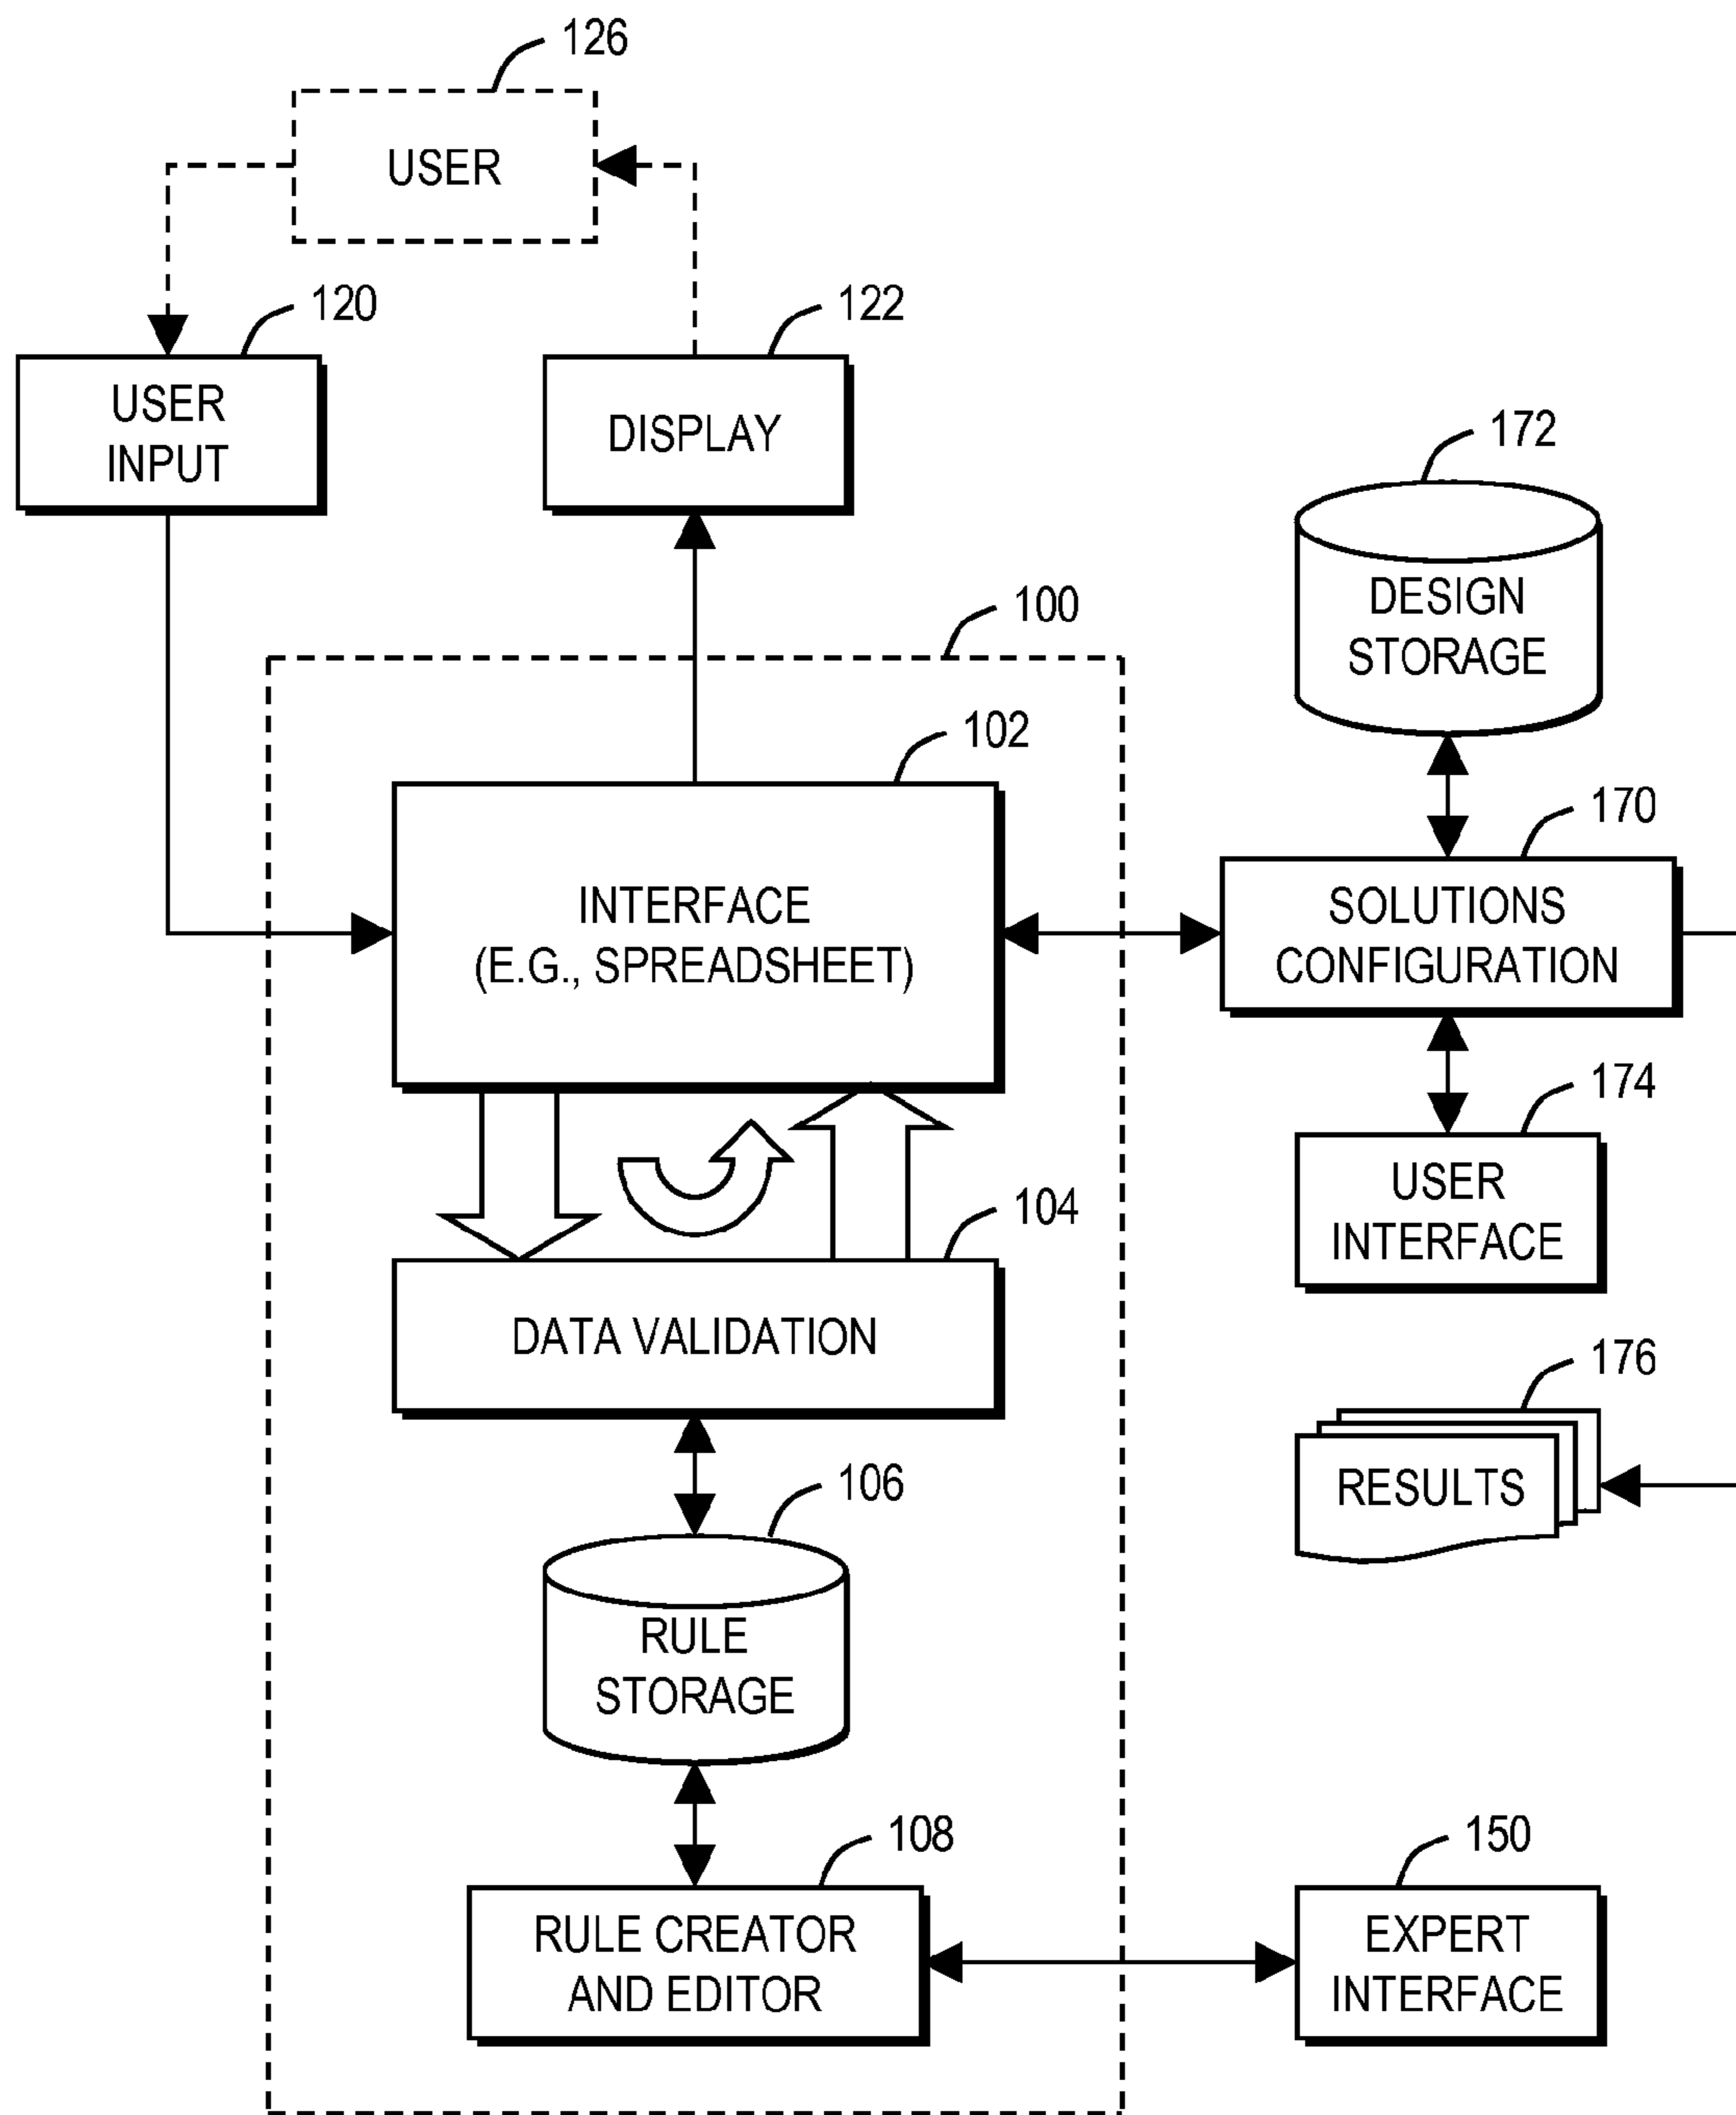 126
USER
120
USER
INPUT
122
DISPLAY
172
DESIGN
STORAGE
100
102
INTERFACE
(E.G., SPREADSHEET)
170
SOLUTIONS
CONFIGURATION
174
USER
INTERFACE
104
DATA VALIDATION
176
RESULTS
106
RULE
STORAGE
108
RULE CREATOR
AND EDITOR
150
EXPERT
INTERFACE